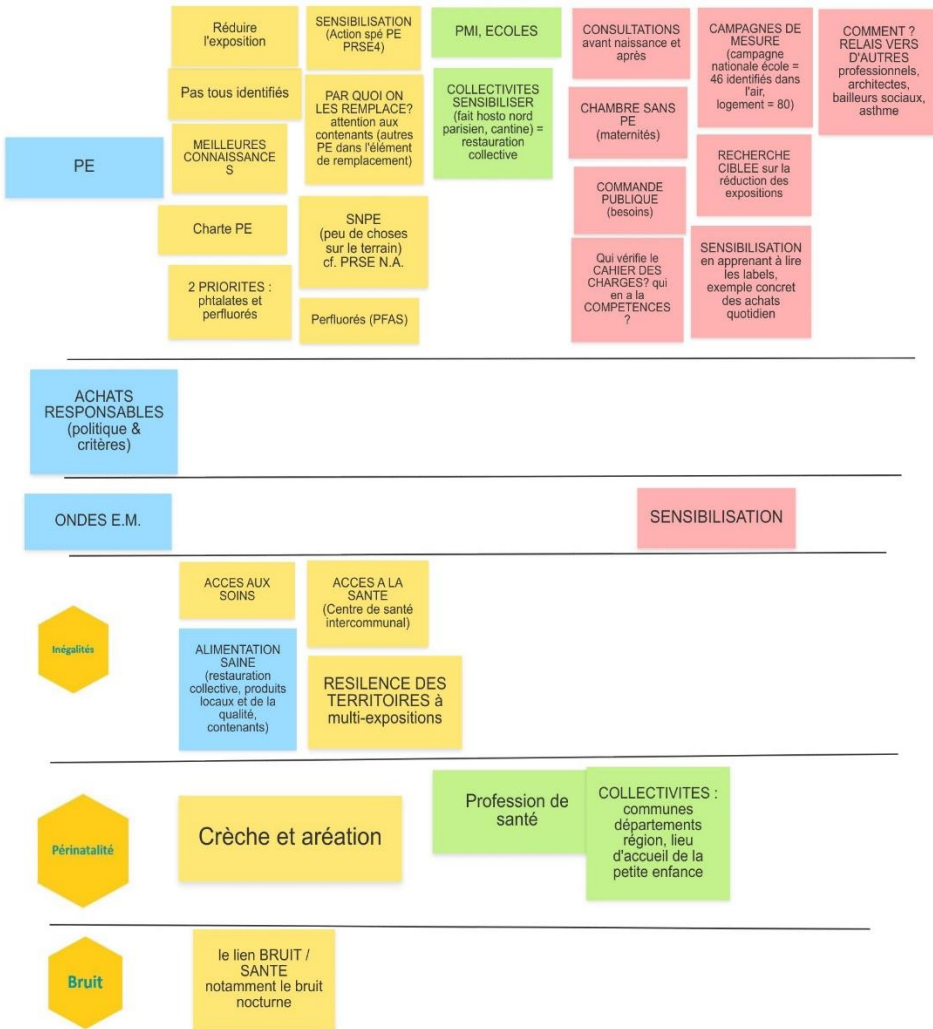 PE
Réduire
l'exposition
Pas tous identifiés
MEILLEURES
CONNAISSANCE
S
Charte PE
2 PRIORITES :
phtalates et
perfluorés
SENSIBILISATION
(Action spé PE
PRSE4)
PAR QUOI ON
LES REMPLACE?
attention aux
contenants (autres
PE dans l'élément
de remplacement)
SNPE
(peu de choses
sur le terrain)
cf. PRSE N.A.
Perfluorés (PFAS)
PMI, ECOLES
COLLECTIVITES
SENSIBILISER
(fait hosto nord
parisien, cantine) =
restauration
collective
CONSULTATIONS
avant naissance et
après
CHAMBRE SANS
PE
(maternités)
COMMANDE
PUBLIQUE
(besoins)
Qui vérifie le
CAHIER DES
CHARGES? qui
en a la
COMPETENCES
?
CAMPAGNES DE
MESURE
(campagne
nationale école =
46 identifiés dans
l'air,
logement = 80)
RECHERCHE
CIBLEE sur la
réduction des
expositions
SENSIBILISATION
en apprenant à lire
les labels,
exemple concret
des achats
quotidien
COMMENT ?
RELAIS VERS
D'AUTRES
professionnels,
architectes,
bailleurs sociaux,
asthme
ACHATS
RESPONSABLES
(politique &
critères)
ONDES E.M.
SENSIBILISATION
Inégalités
ACCES AUX
SOINS
ALIMENTATION
SAINE
(restauration
collective, produits
locaux et de la
qualité,
contenants)
ACCES A LA
SANTE
(Centre de santé
intercommunal)
RESILENCE DES
TERRITOIRES à
multi-expositions
Périnatalité
Crèche et aréation
Profession de
santé
COLLECTIVITES :
communes
départements
région, lieu
d'accueil de la
petite enfance
Bruit
le lien BRUIT /
SANTE
notamment le bruit
nocturne